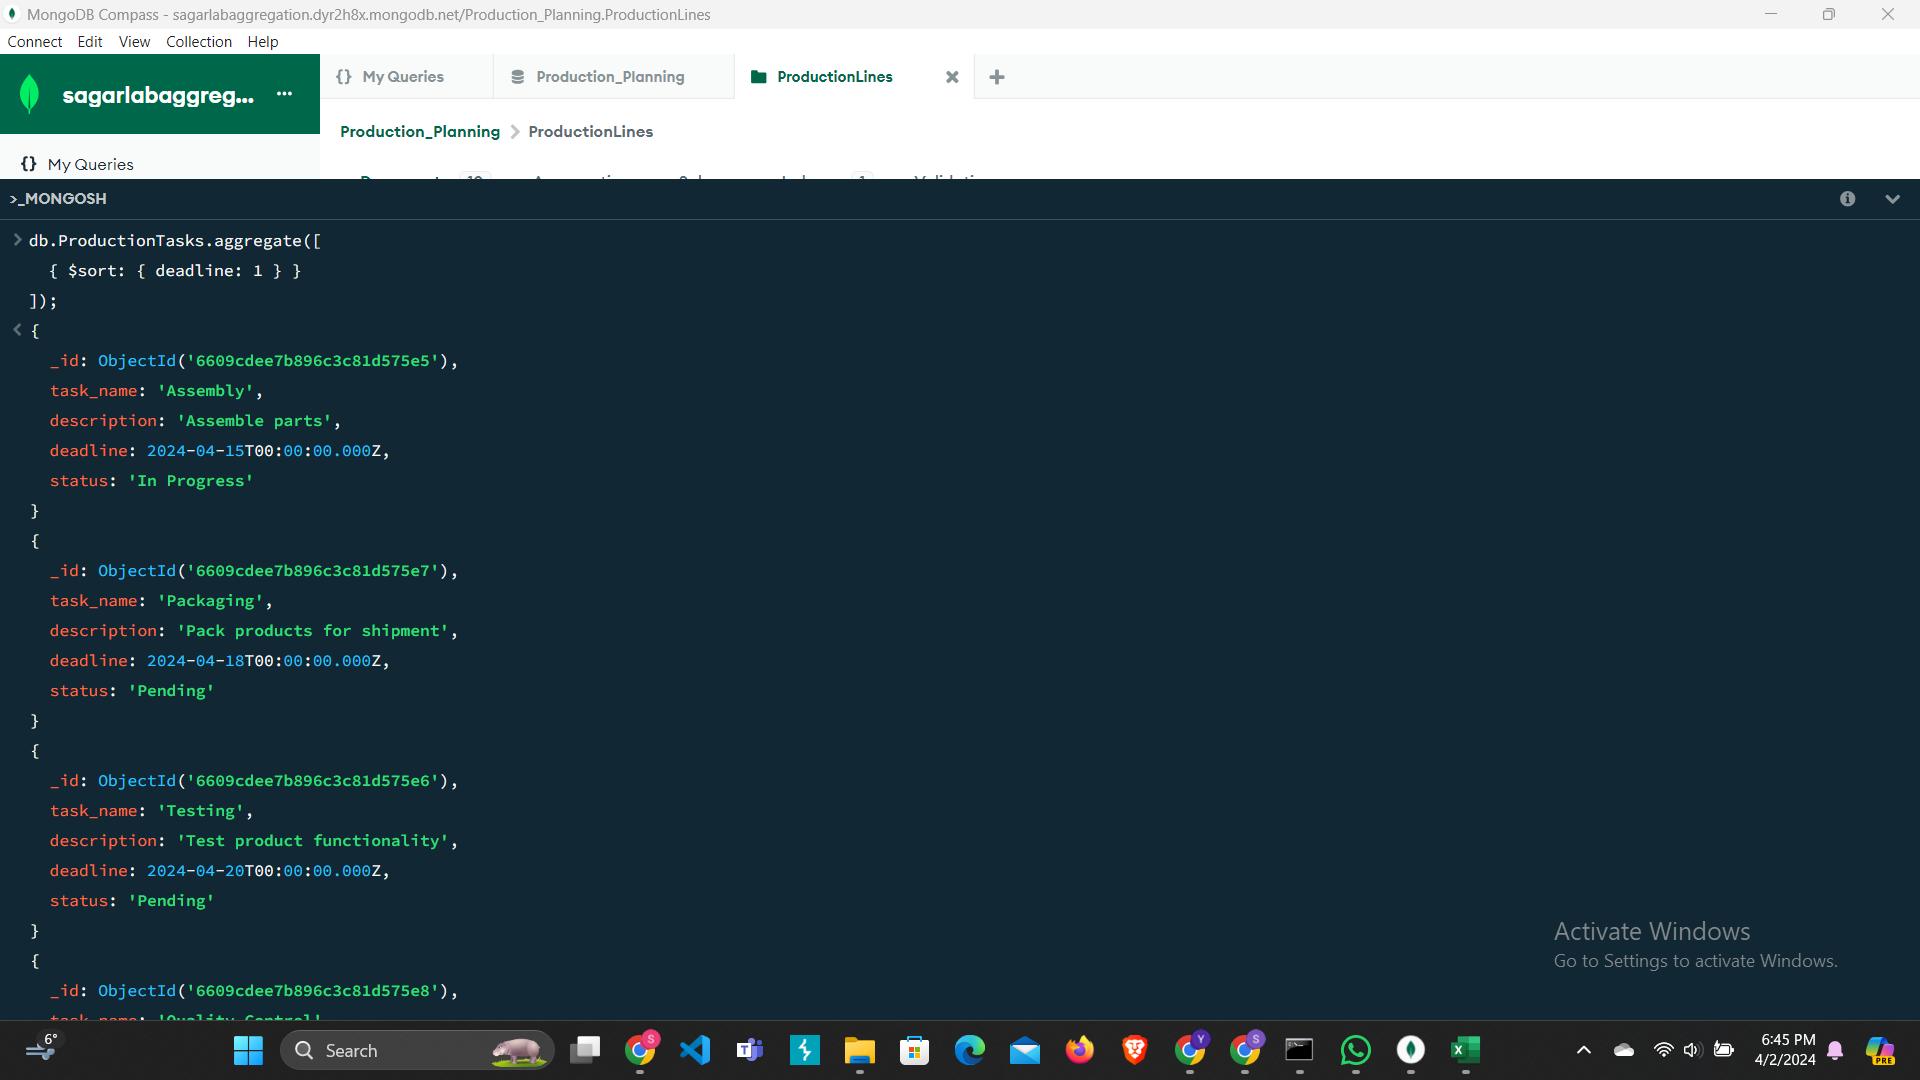 MongoDB Compass - sagarlabaggregation.dyr2h8x.mongodb.net/Production_Planning.ProductionLines
Connect Edit View Collection Help
sagarlabaggreg... ...
{} My Queries
Production_Planning
ProductionLines
Production_Planning > ProductionLines
{} My Queries
>_MONGOSH
> db.ProductionTasks.aggregate([
{ $sort: { deadline: 1 } }
]);
< {
_id: ObjectId('6609cdee7b896c3c81d575e5'),
task_name: 'Assembly',
description: 'Assemble parts',
deadline: 2024-04-15T00:00:00.000Z,
status: 'In Progress'
}
{
_id: ObjectId('6609cdee7b896c3c81d575e7'),
task_name: 'Packaging',
description: 'Pack products for shipment',
deadline: 2024-04-18T00:00:00.000Z,
status: 'Pending'
}
{
_id: ObjectId('6609cdee7b896c3c81d575e6'),
task_name: 'Testing',
description: 'Test product functionality',
deadline: 2024-04-20T00:00:00.000Z,
status: 'Pending'
}
{
_id: ObjectId('6609cdee7b896c3c81d575e8'),
task_name: 'Quality Control'
Activate Windows
Go to Settings to activate Windows.
6°
Search
6:45 PM
4/2/2024
PRE